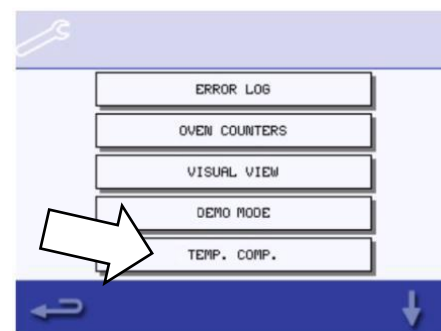 ERROR LOG
OVEN COUNTERS
VISUAL VIEW
DEMO MODE
TEMP. COMP.